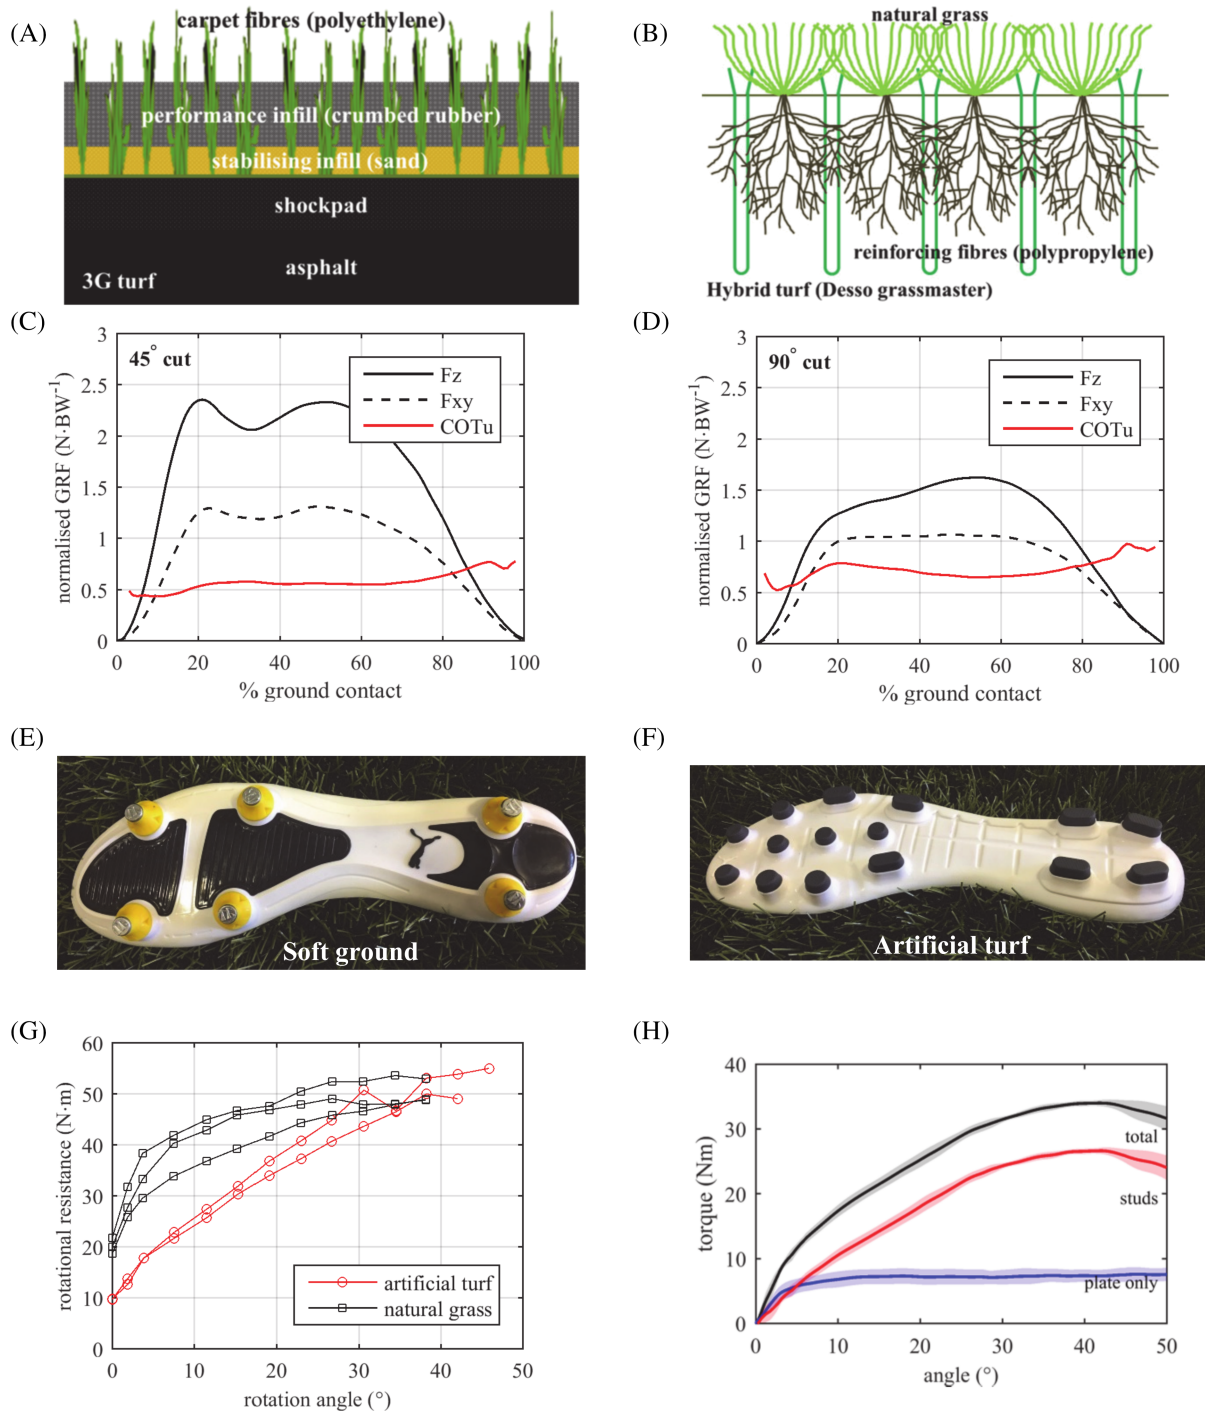 (A)
carpet fibres (polyethylene)
performance infill (crumbed rubber)
stabilising infill (sand)
shockpad
asphalt
3G turf
(B)
natural grass
reinforcing fibres (polypropylene)
Hybrid turf (Desso grassmaster)
(C)
45° cut
Fz
Fxy
COTu
3
2.5
2
1.5
1
0.5
0
normalised GRF (N·BW⁻¹)
0 20 40 60 80 100
% ground contact
(D)
90° cut
Fz
Fxy
COTu
3
2.5
2
1.5
1
0.5
0
normalised GRF (N·BW⁻¹)
0 20 40 60 80 100
% ground contact
(E)
Soft ground
(F)
Artificial turf
(G)
60
50
40
30
20
10
0
rotational resistance (N·m)
artificial turf
natural grass
0 10 20 30 40 50
rotation angle (°)
(H)
40
30
20
10
0
torque (Nm)
total
studs
plate only
0 10 20 30 40 50
angle (°)